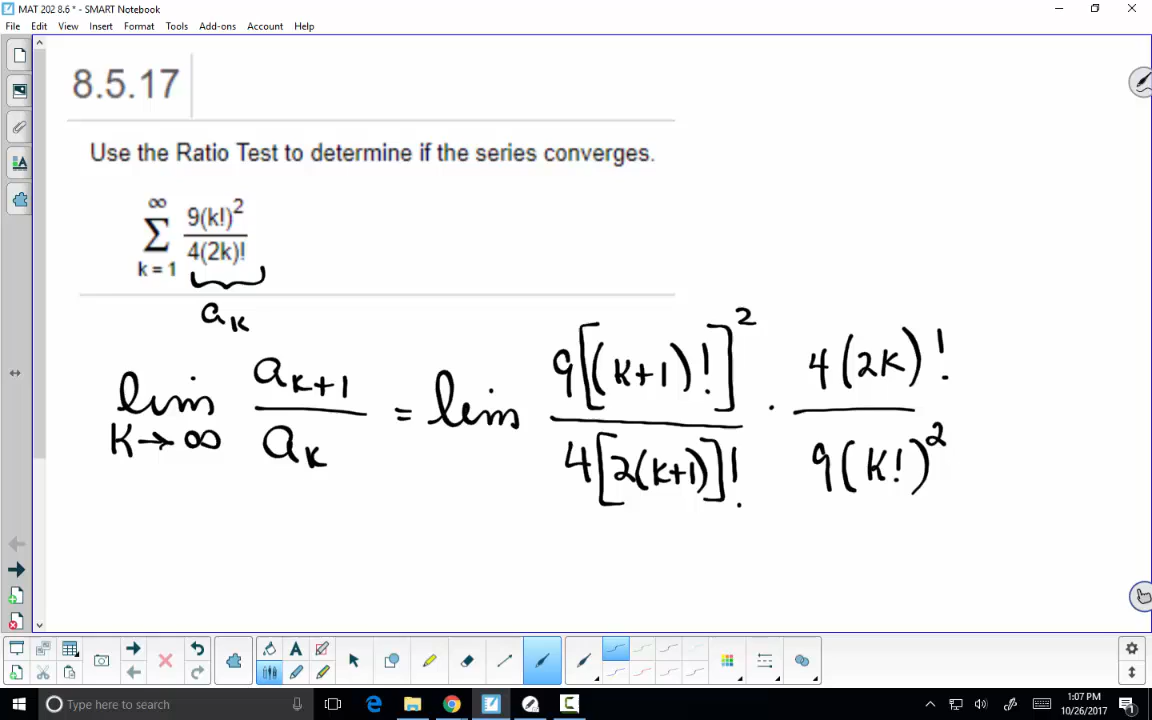 MAT 202 8.6 * - SMART Notebook
File Edit View Insert Format Tools Add-ons Account Help
8.5.17
Use the Ratio Test to determine if the series converges.
∞
Σ 9(k!)² / 4(2k)!
k = 1
a_k
lim_{K→∞} a_{k+1} / a_k = lim 9[(k+1)!]² / 4[2(k+1)]! · 4(2k)! / 9(k!)²
Type here to search
1:07 PM
10/26/2017
1